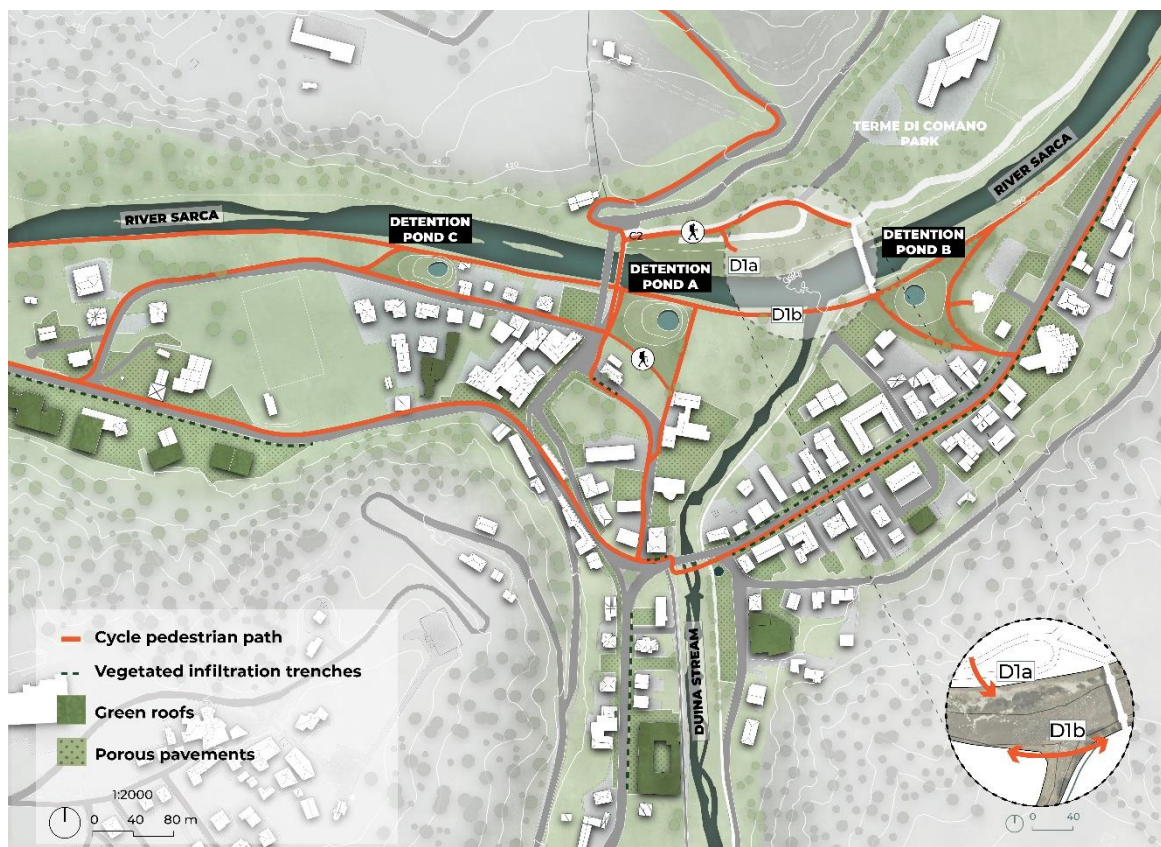 TERME DI COMANO
PARK
RIVER SARCA
RIVER SARCA
DETENTION
POND C
C2
DETENTION
POND A
D1a
D1b
DETENTION
POND B
420
DUINA STREAM
Cycle pedestrian path
Vegetated infiltration trenches
Green roofs
Porous pavements
1:2000
0 40 80 m
D1a
D1b
0 40